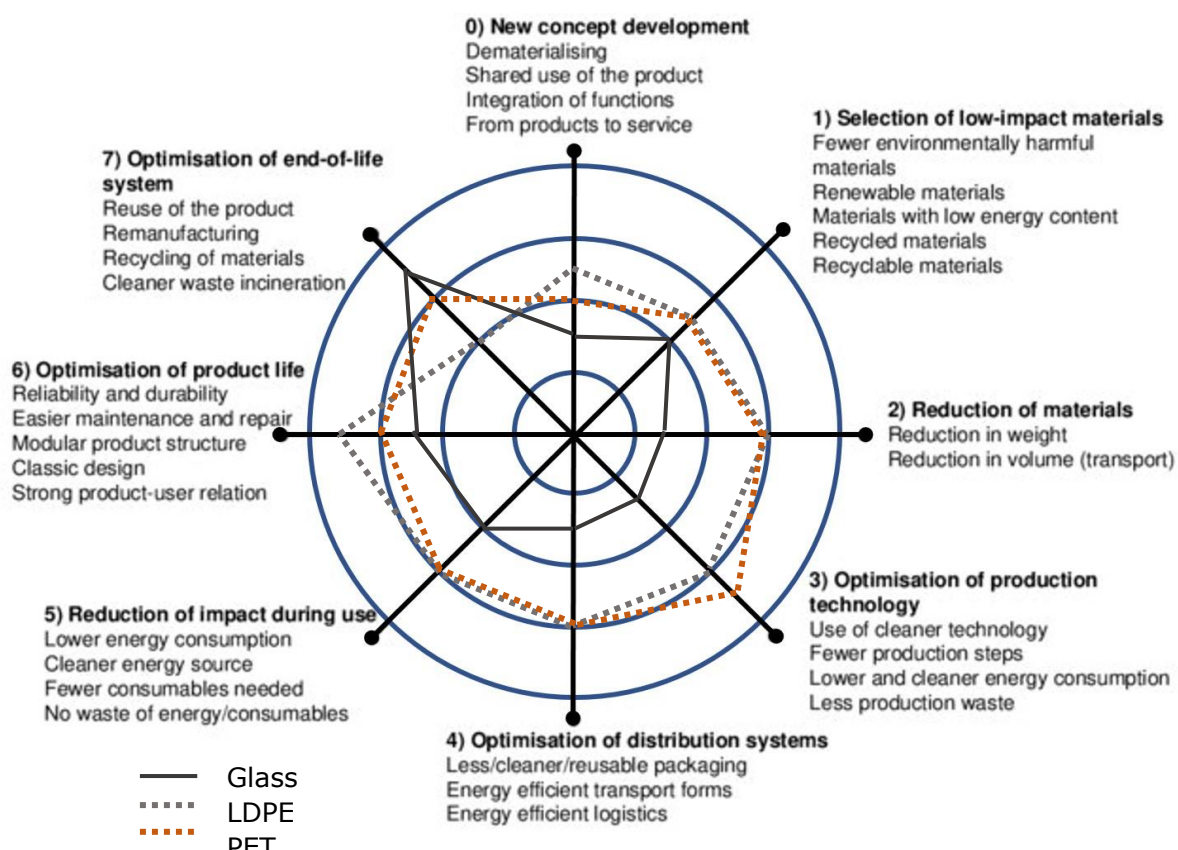 0) New concept development
Dematerialising
Shared use of the product
Integration of functions
From products to service
1) Selection of low-impact materials
Fewer environmentally harmful
materials
Renewable materials
Materials with low energy content
Recycled materials
Recyclable materials
2) Reduction of materials
Reduction in weight
Reduction in volume (transport)
3) Optimisation of production
technology
Use of cleaner technology
Fewer production steps
Lower and cleaner energy consumption
Less production waste
4) Optimisation of distribution systems
Less/cleaner/reusable packaging
Energy efficient transport forms
Energy efficient logistics
5) Reduction of impact during use
Lower energy consumption
Cleaner energy source
Fewer consumables needed
No waste of energy/consumables
6) Optimisation of product life
Reliability and durability
Easier maintenance and repair
Modular product structure
Classic design
Strong product-user relation
7) Optimisation of end-of-life
system
Reuse of the product
Remanufacturing
Recycling of materials
Cleaner waste incineration
Glass
LDPE
PET